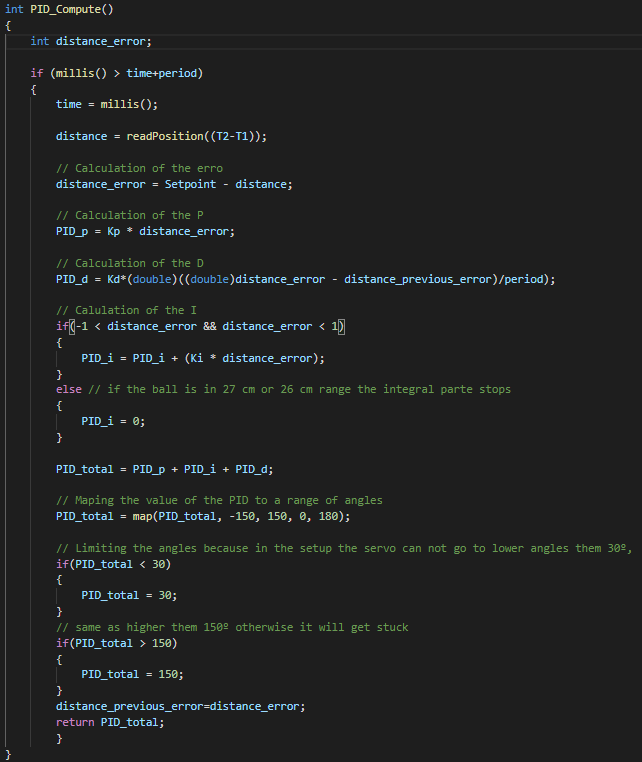 int PID_Compute()
{
    int distance_error;
    if (millis() > time+period)
    {
        time = millis();
        distance = readPosition((T2-T1));
        // Calculation of the erro
        distance_error = Setpoint - distance;
        // Calculation of the P
        PID_p = Kp * distance_error;
        // Calculation of the D
        PID_d = Kd*(double)((double)distance_error - distance_previous_error)/period);
        // Calulation of the I
        if(-1 < distance_error && distance_error < 1)
        {
            PID_i = PID_i + (Ki * distance_error);
        }
        else // if the ball is in 27 cm or 26 cm range the integral parte stops
        {
            PID_i = 0;
        }
        PID_total = PID_p + PID_i + PID_d;
        // Maping the value of the PID to a range of angles
        PID_total = map(PID_total, -150, 150, 0, 180);
        // Limiting the angles because in the setup the servo can not go to lower angles them 30º,
        if(PID_total < 30)
        {
            PID_total = 30;
        }
        // same as higher them 150º otherwise it will get stuck
        if(PID_total > 150)
        {
            PID_total = 150;
        }
        distance_previous_error=distance_error;
        return PID_total;
        }
}